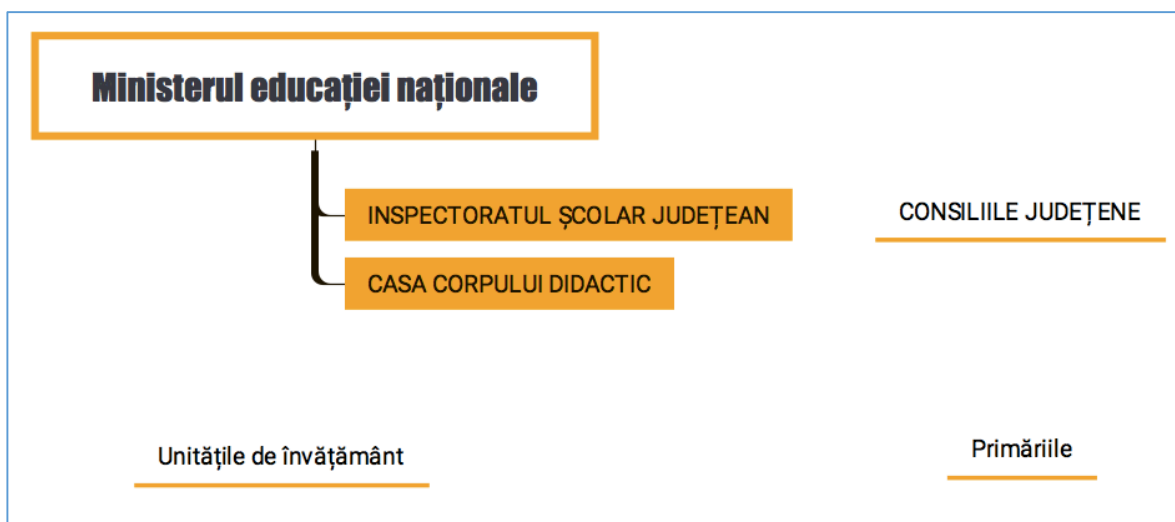 Ministerul educației naționale
INSPECTORATUL ȘCOLAR JUDEȚEAN
CONSILIILE JUDEȚENE
CASA CORPULUI DIDACTIC
Unitățile de învățământ
Primăriile